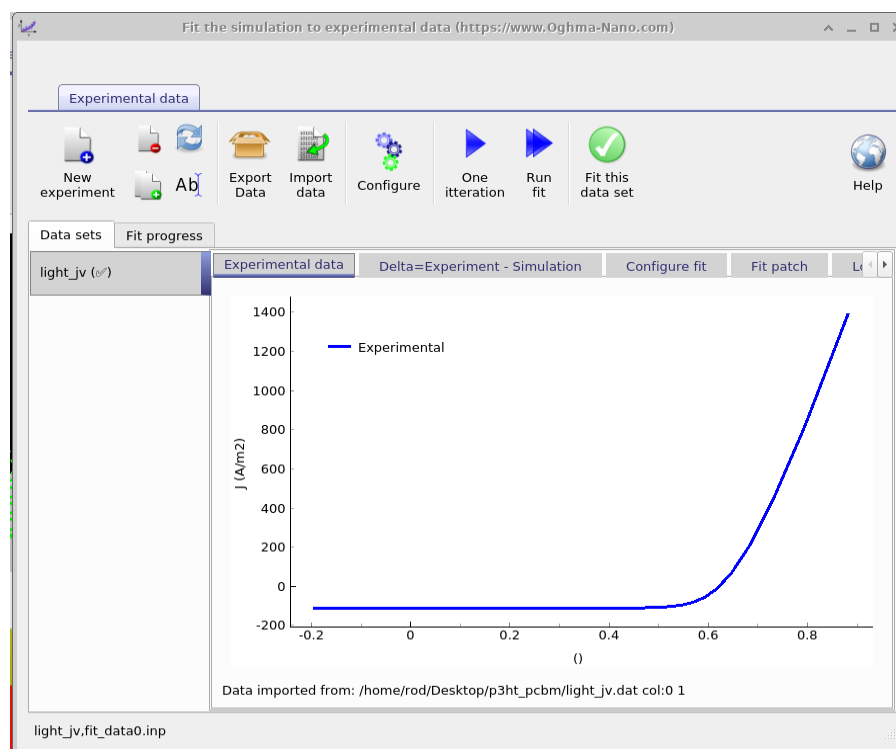 Fit the simulation to experimental data (https://www.Oghma-Nano.com)
Experimental data
New
experiment
Ab
Export
Data
Import
data
Configure
One
itteration
Run
fit
Fit this
data set
Help
Data sets
Fit progress
light_jv (✅)
Experimental data
Delta=Experiment - Simulation
Configure fit
Fit patch
1400
1200
1000
800
600
400
200
0
-200
J (A/m2)
Experimental
-0.2
0
0.2
0.4
0.6
0.8
()
Data imported from: /home/rod/Desktop/p3ht_pcbm/light_jv.dat col:0 1
light_jv,fit_data0.inp